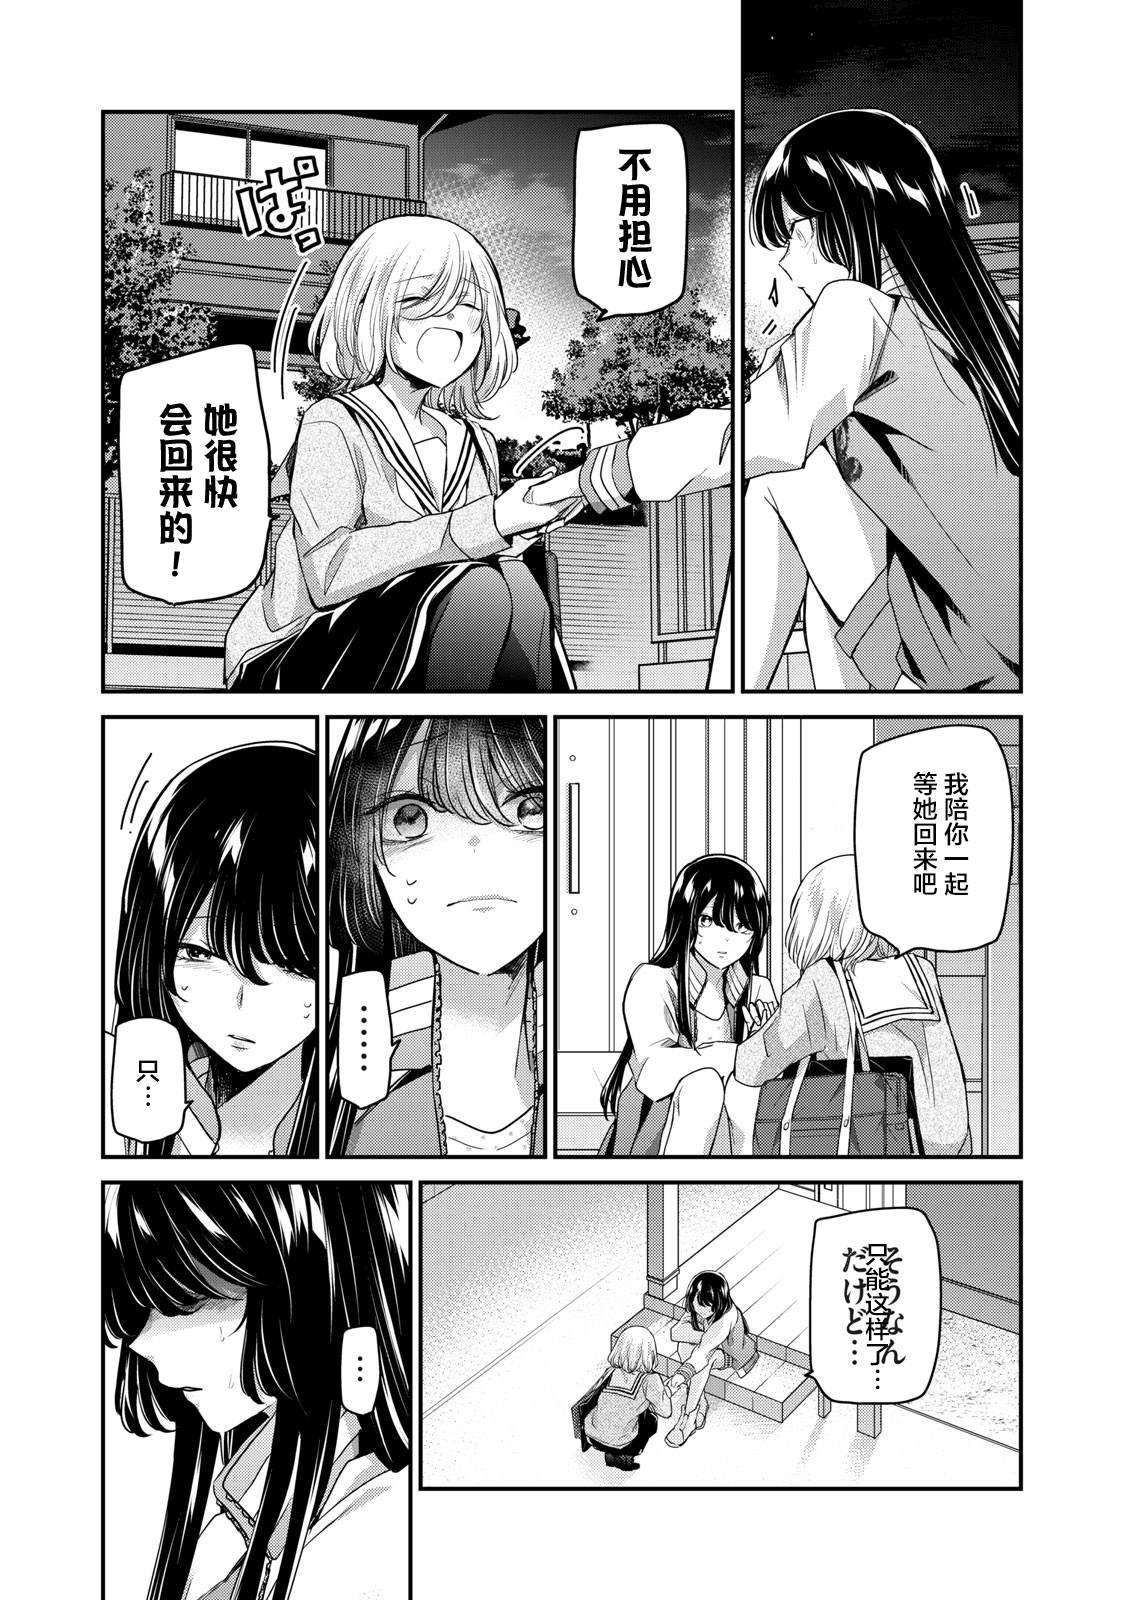 不用担心
ぱっ
她很快
会回来的！
我陪你一起
等她回来吧
……
只…
そうなん
だけど…
只能这样了…
…